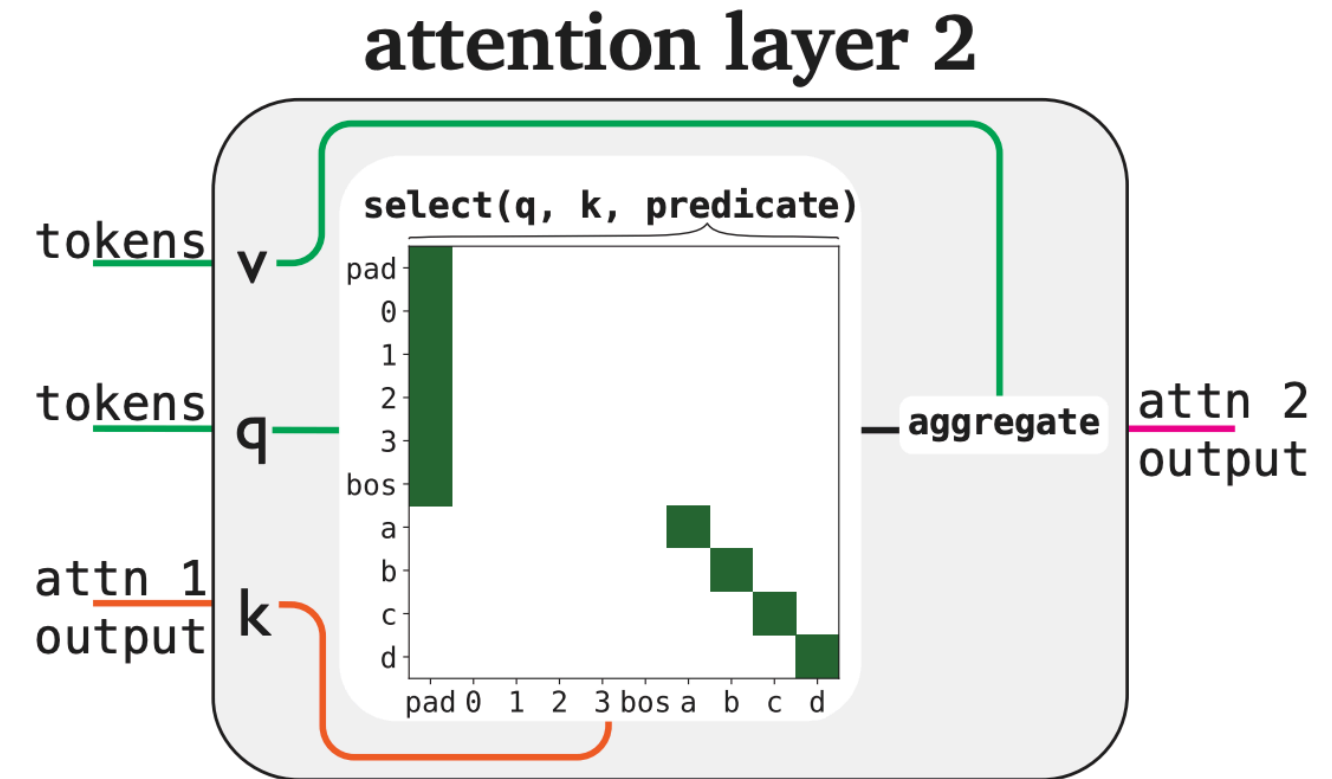 attention layer 2
select(q, k, predicate)
tokens
v
tokens
q
attn 1
output
k
pad
0
1
2
3
bos
a
b
c
d
pad 0 1 2 3 bos a b c d
aggregate
attn 2
output